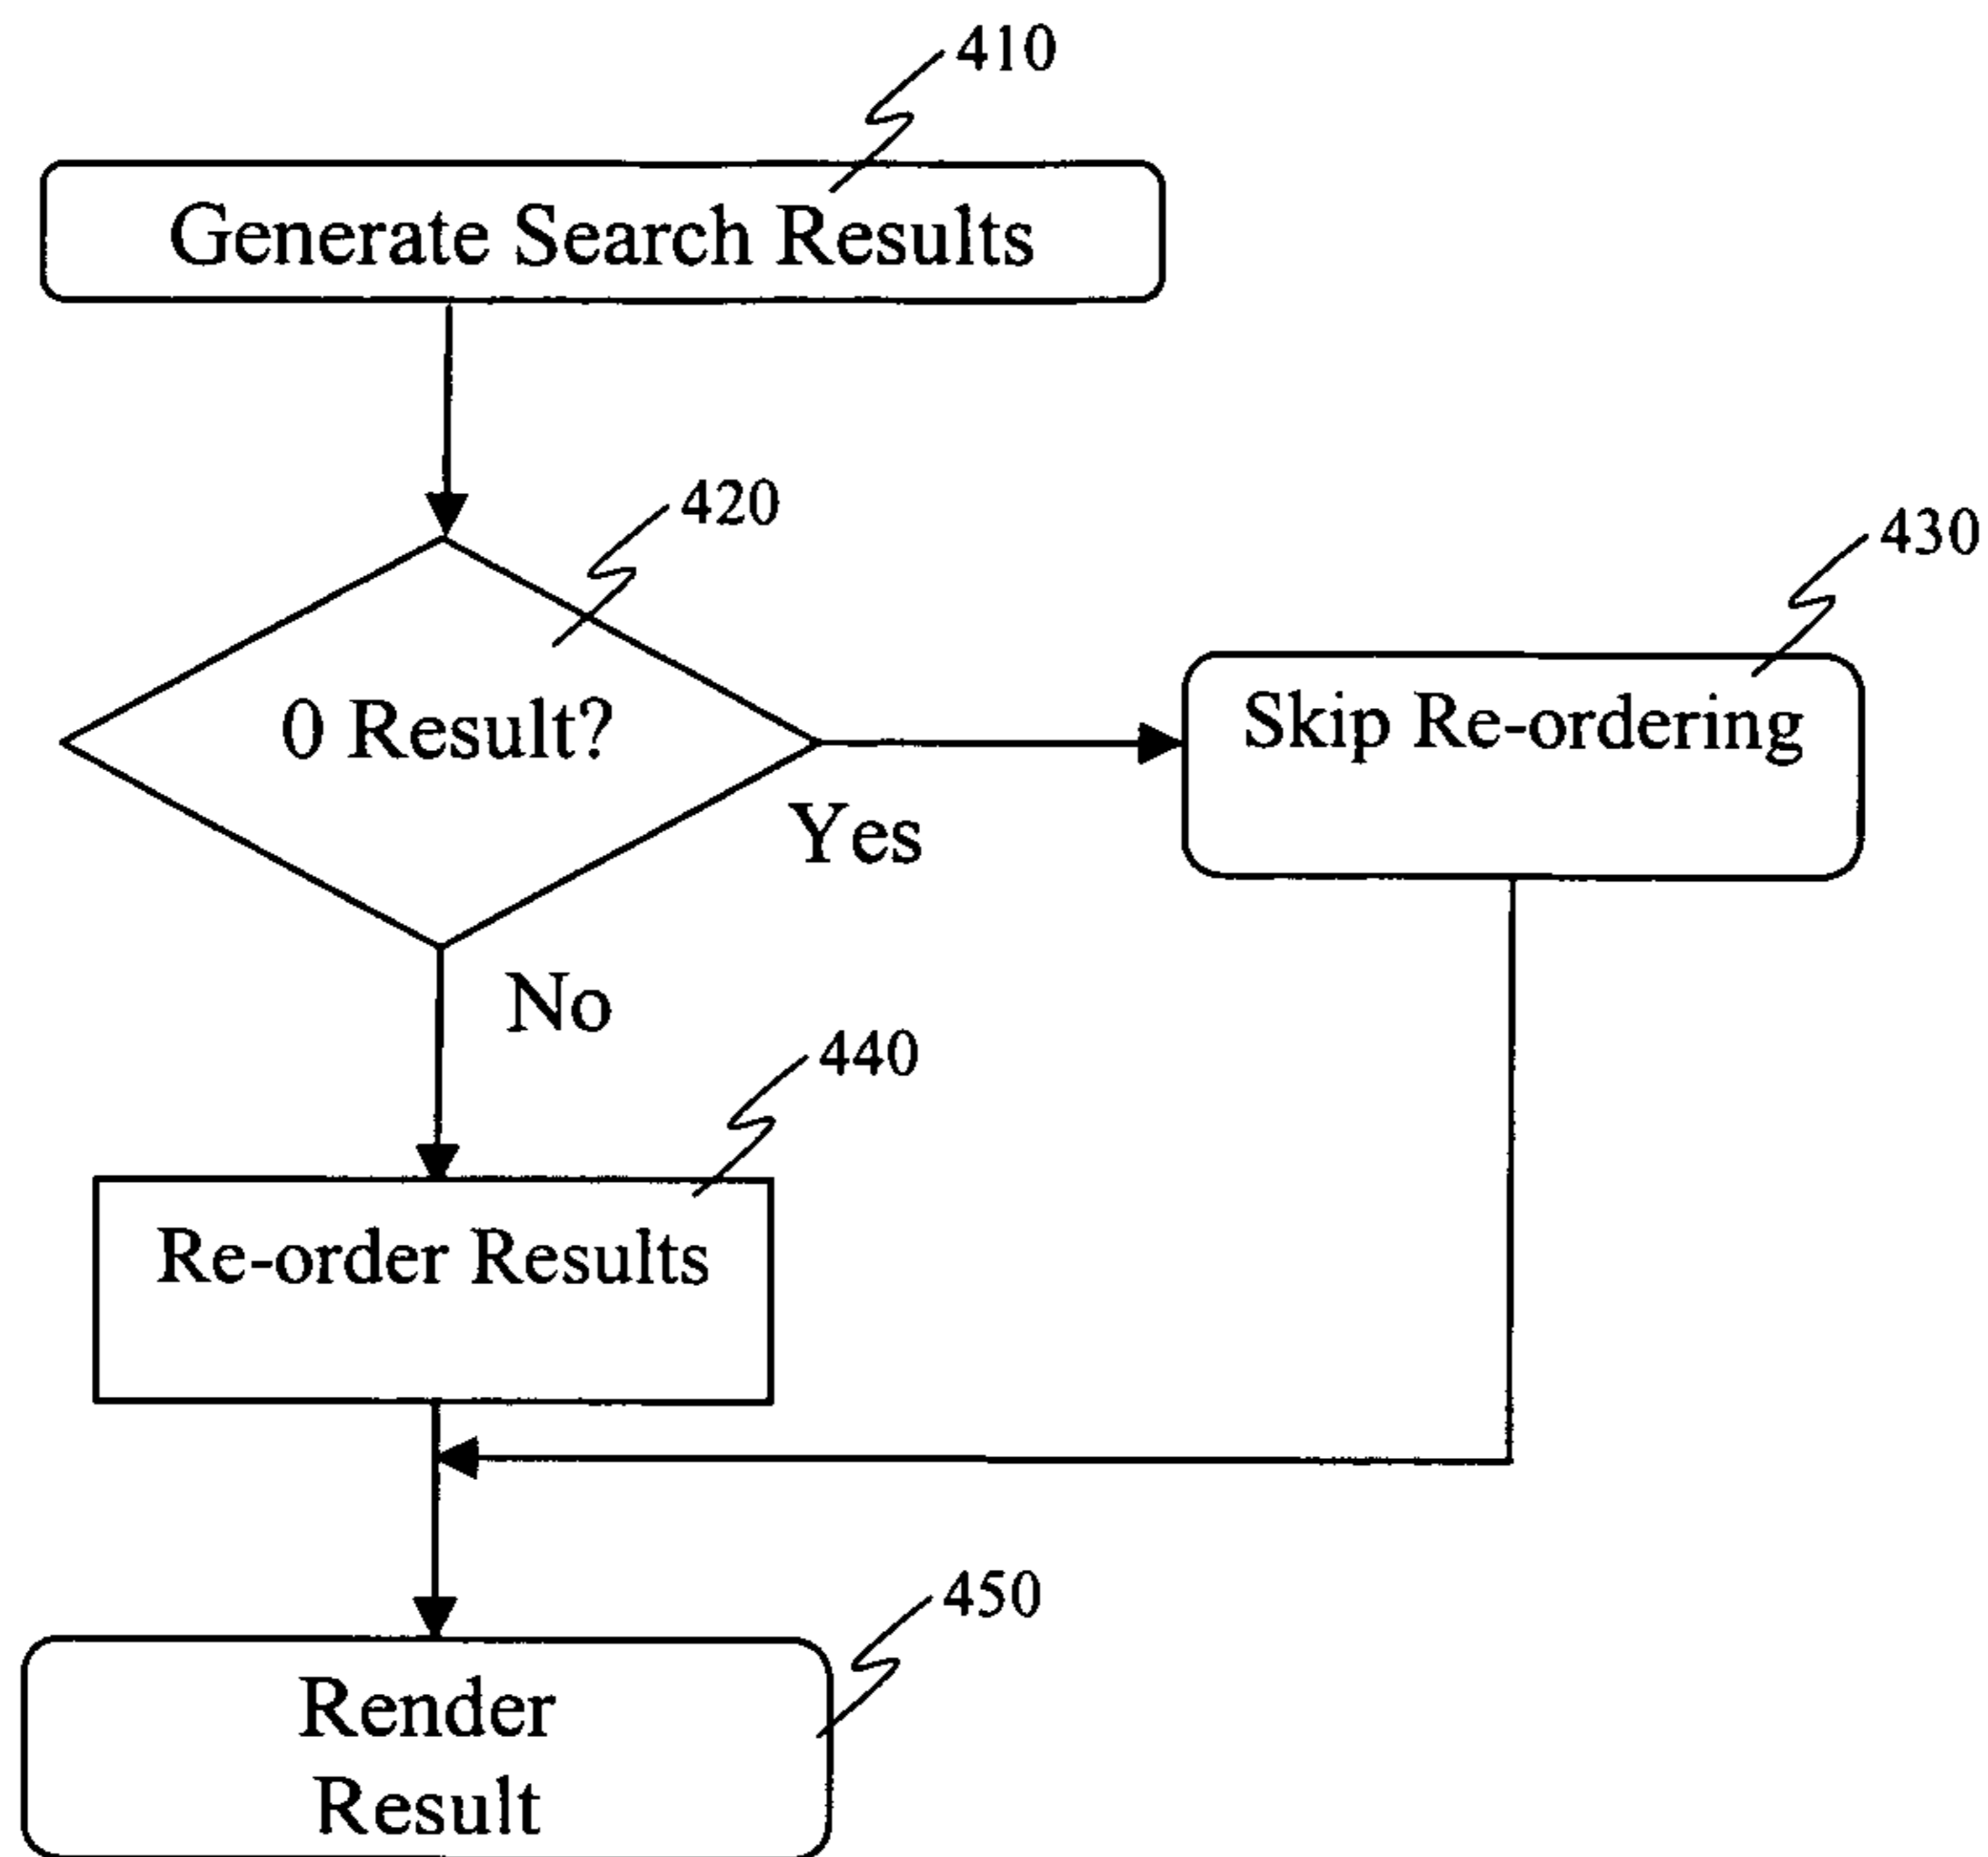 410
Generate Search Results
420
430
0 Result?
Skip Re-ordering
Yes
No
440
Re-order Results
450
Render
Result